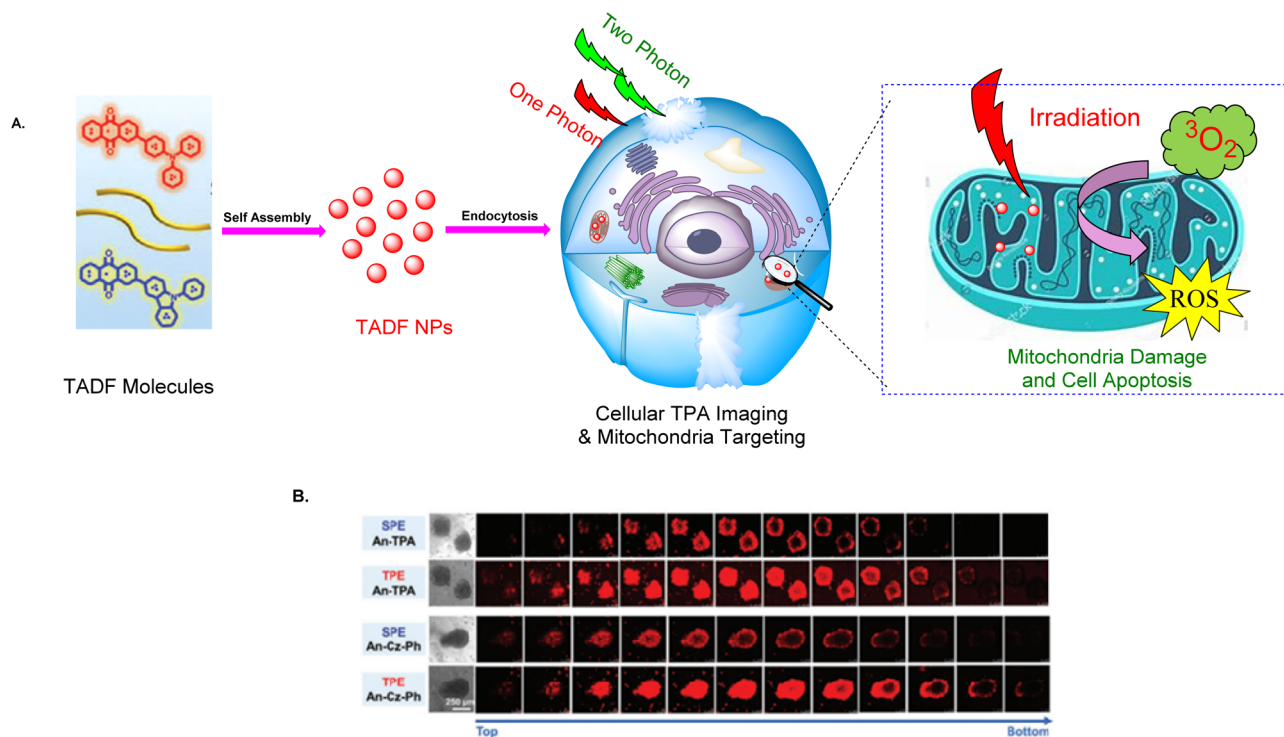 A.
Two Photon
One Photon
Irradiation
³O₂
Self Assembly
Endocytosis
ROS
TADF NPs
TADF Molecules
Mitochondria Damage
and Cell Apoptosis
Cellular TPA Imaging
& Mitochondria Targeting
B.
SPE
An-TPA
TPE
An-TPA
SPE
An-Cz-Ph
TPE
An-Cz-Ph
250 µm
Top
Bottom